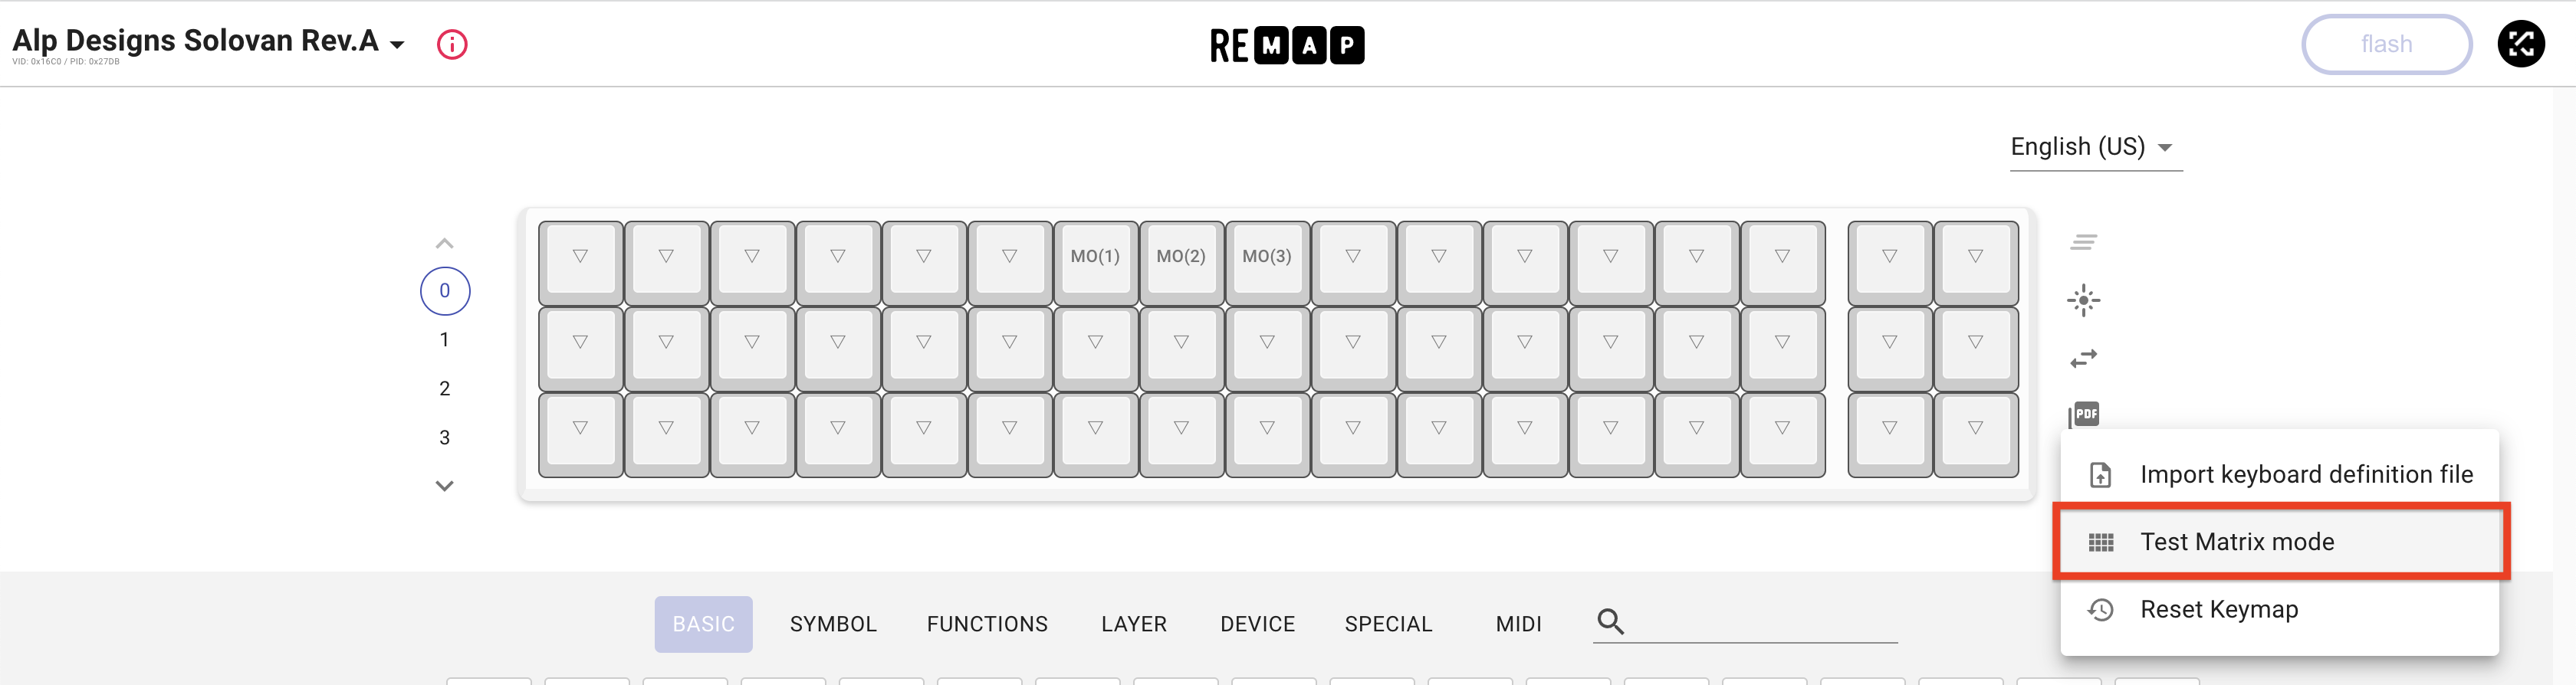 Alp Designs Solovan Rev.A
VID: 0x16C0 / PID: 0x27DB
REMAP
flash
English (US)
0
1
2
3
MO(1) MO(2) MO(3)
PDF
Import keyboard definition file
Test Matrix mode
Reset Keymap
BASIC SYMBOL FUNCTIONS LAYER DEVICE SPECIAL MIDI